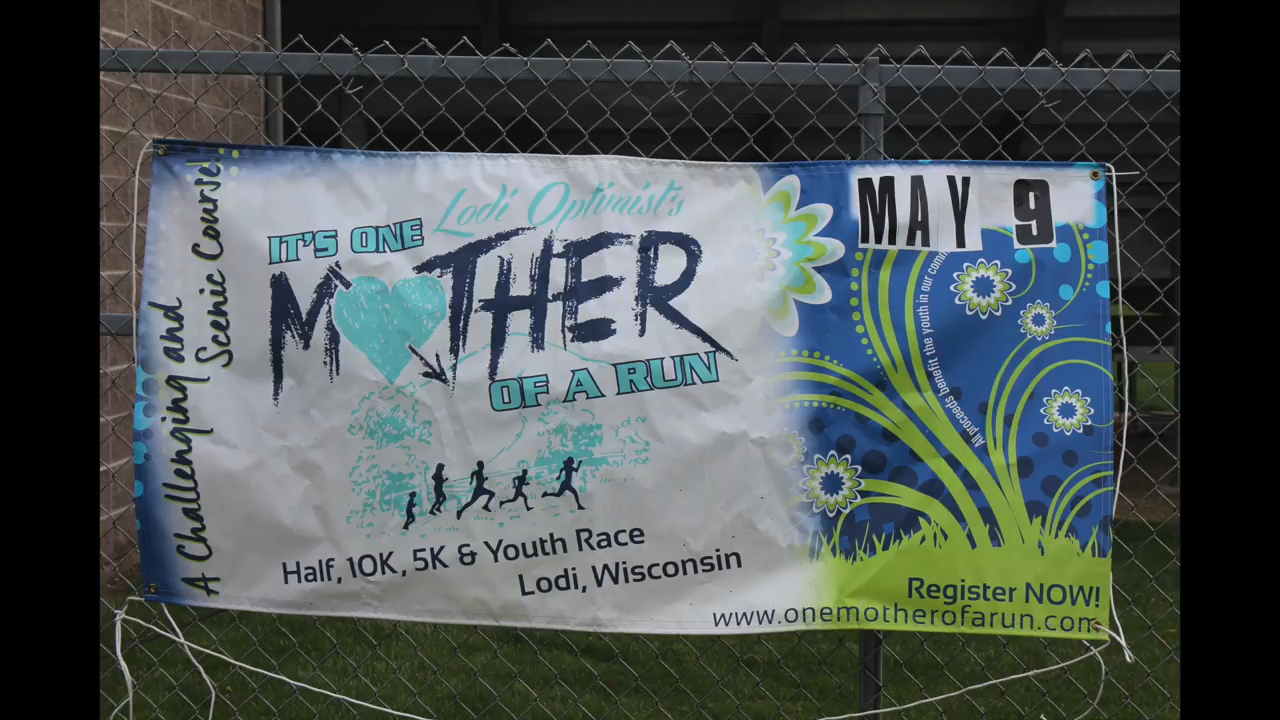 A Challenging and
Scenic Course!
Lodi Optimist's
IT'S ONE
MOTHER
OF A RUN
Half, 10K, 5K & Youth Race
Lodi, Wisconsin
MAY 9
All proceeds benefit the youth in our
Register NOW!
www.onemotherofarun.com